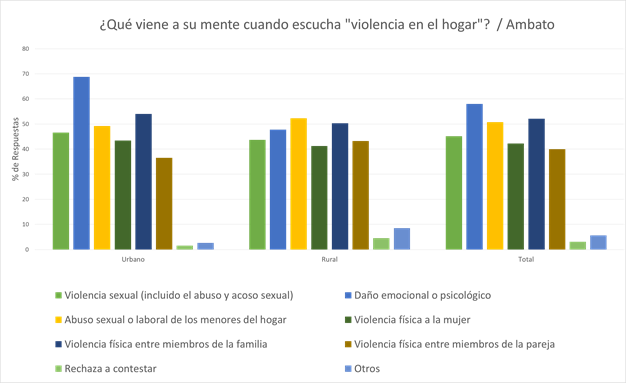 ¿Qué viene a su mente cuando escucha "violencia en el hogar"? / Ambato
80
70
60
50
40
30
20
10
0
% de Respuestas
Urbano Rural Total
Violencia sexual (incluido el abuso y acoso sexual) Daño emocional o psicológico
Abuso sexual o laboral de los menores del hogar Violencia física a la mujer
Violencia física entre miembros de la familia Violencia física entre miembros de la pareja
Rechaza a contestar Otros